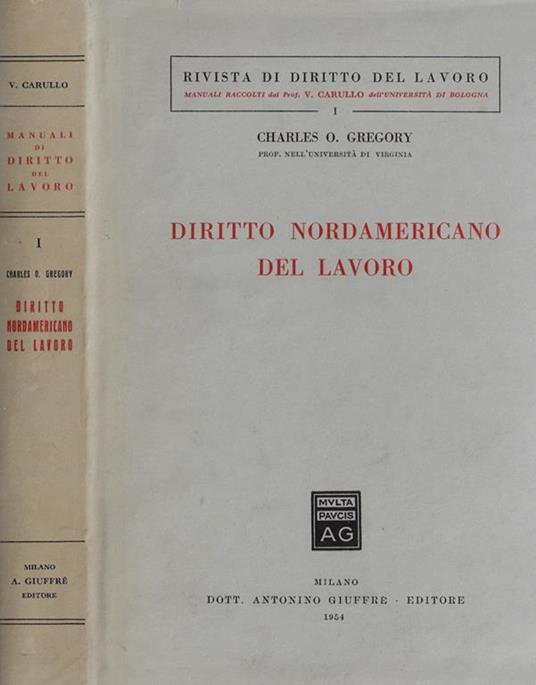 V. CARULLO
MANUALI
DI
DIRITTO
DEL
LAVORO
I
CHARLES O. GREGORY
DIRITTO
NORDAMERICANO
DEL LAVORO
MILANO
A. GIUFFRÈ
EDITORE
RIVISTA DI DIRITTO DEL LAVORO
MANUALI RACCOLTI dal Prof. V. CARULLO dell'UNIVERSITÀ DI BOLOGNA
I
CHARLES O. GREGORY
PROF. NELL'UNIVERSITÀ DI VIRGINIA
DIRITTO NORDAMERICANO
DEL LAVORO
MVLTA
PAVCIS
AG
MILANO
DOTT. ANTONINO GIUFFRÈ - EDITORE
1954